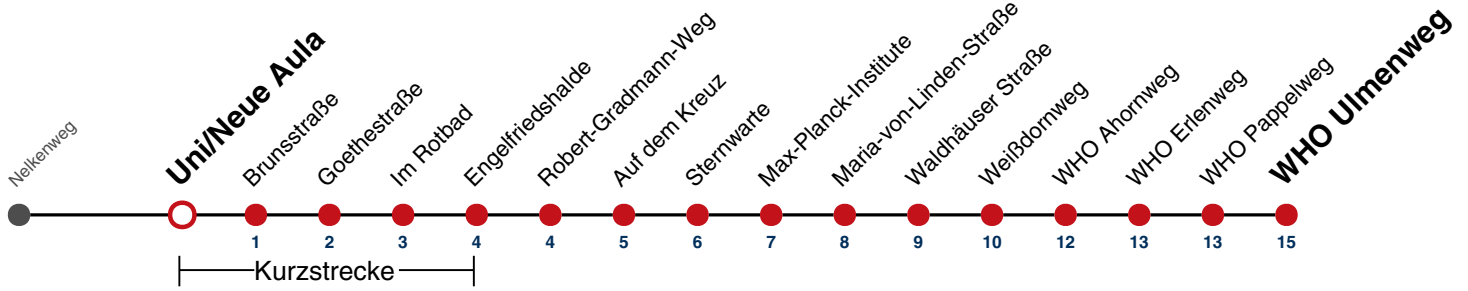 Nelkenweg
Uni/Neue Aula
Brunsstraße
Goethestraße
Im Rotbad
Engelfriedshalde
Robert-Gradmann-Weg
Auf dem Kreuz
Sternwarte
Max-Planck-Institute
Maria-von-Linden-Straße
Waldhäuser Straße
Weißdornweg
WHO Ahornweg
WHO Erlenweg
WHO Pappelweg
WHO Ulmenweg
1 2 3 4 4 5 6 7 8 9 10 12 13 13 15
Kurzstrecke